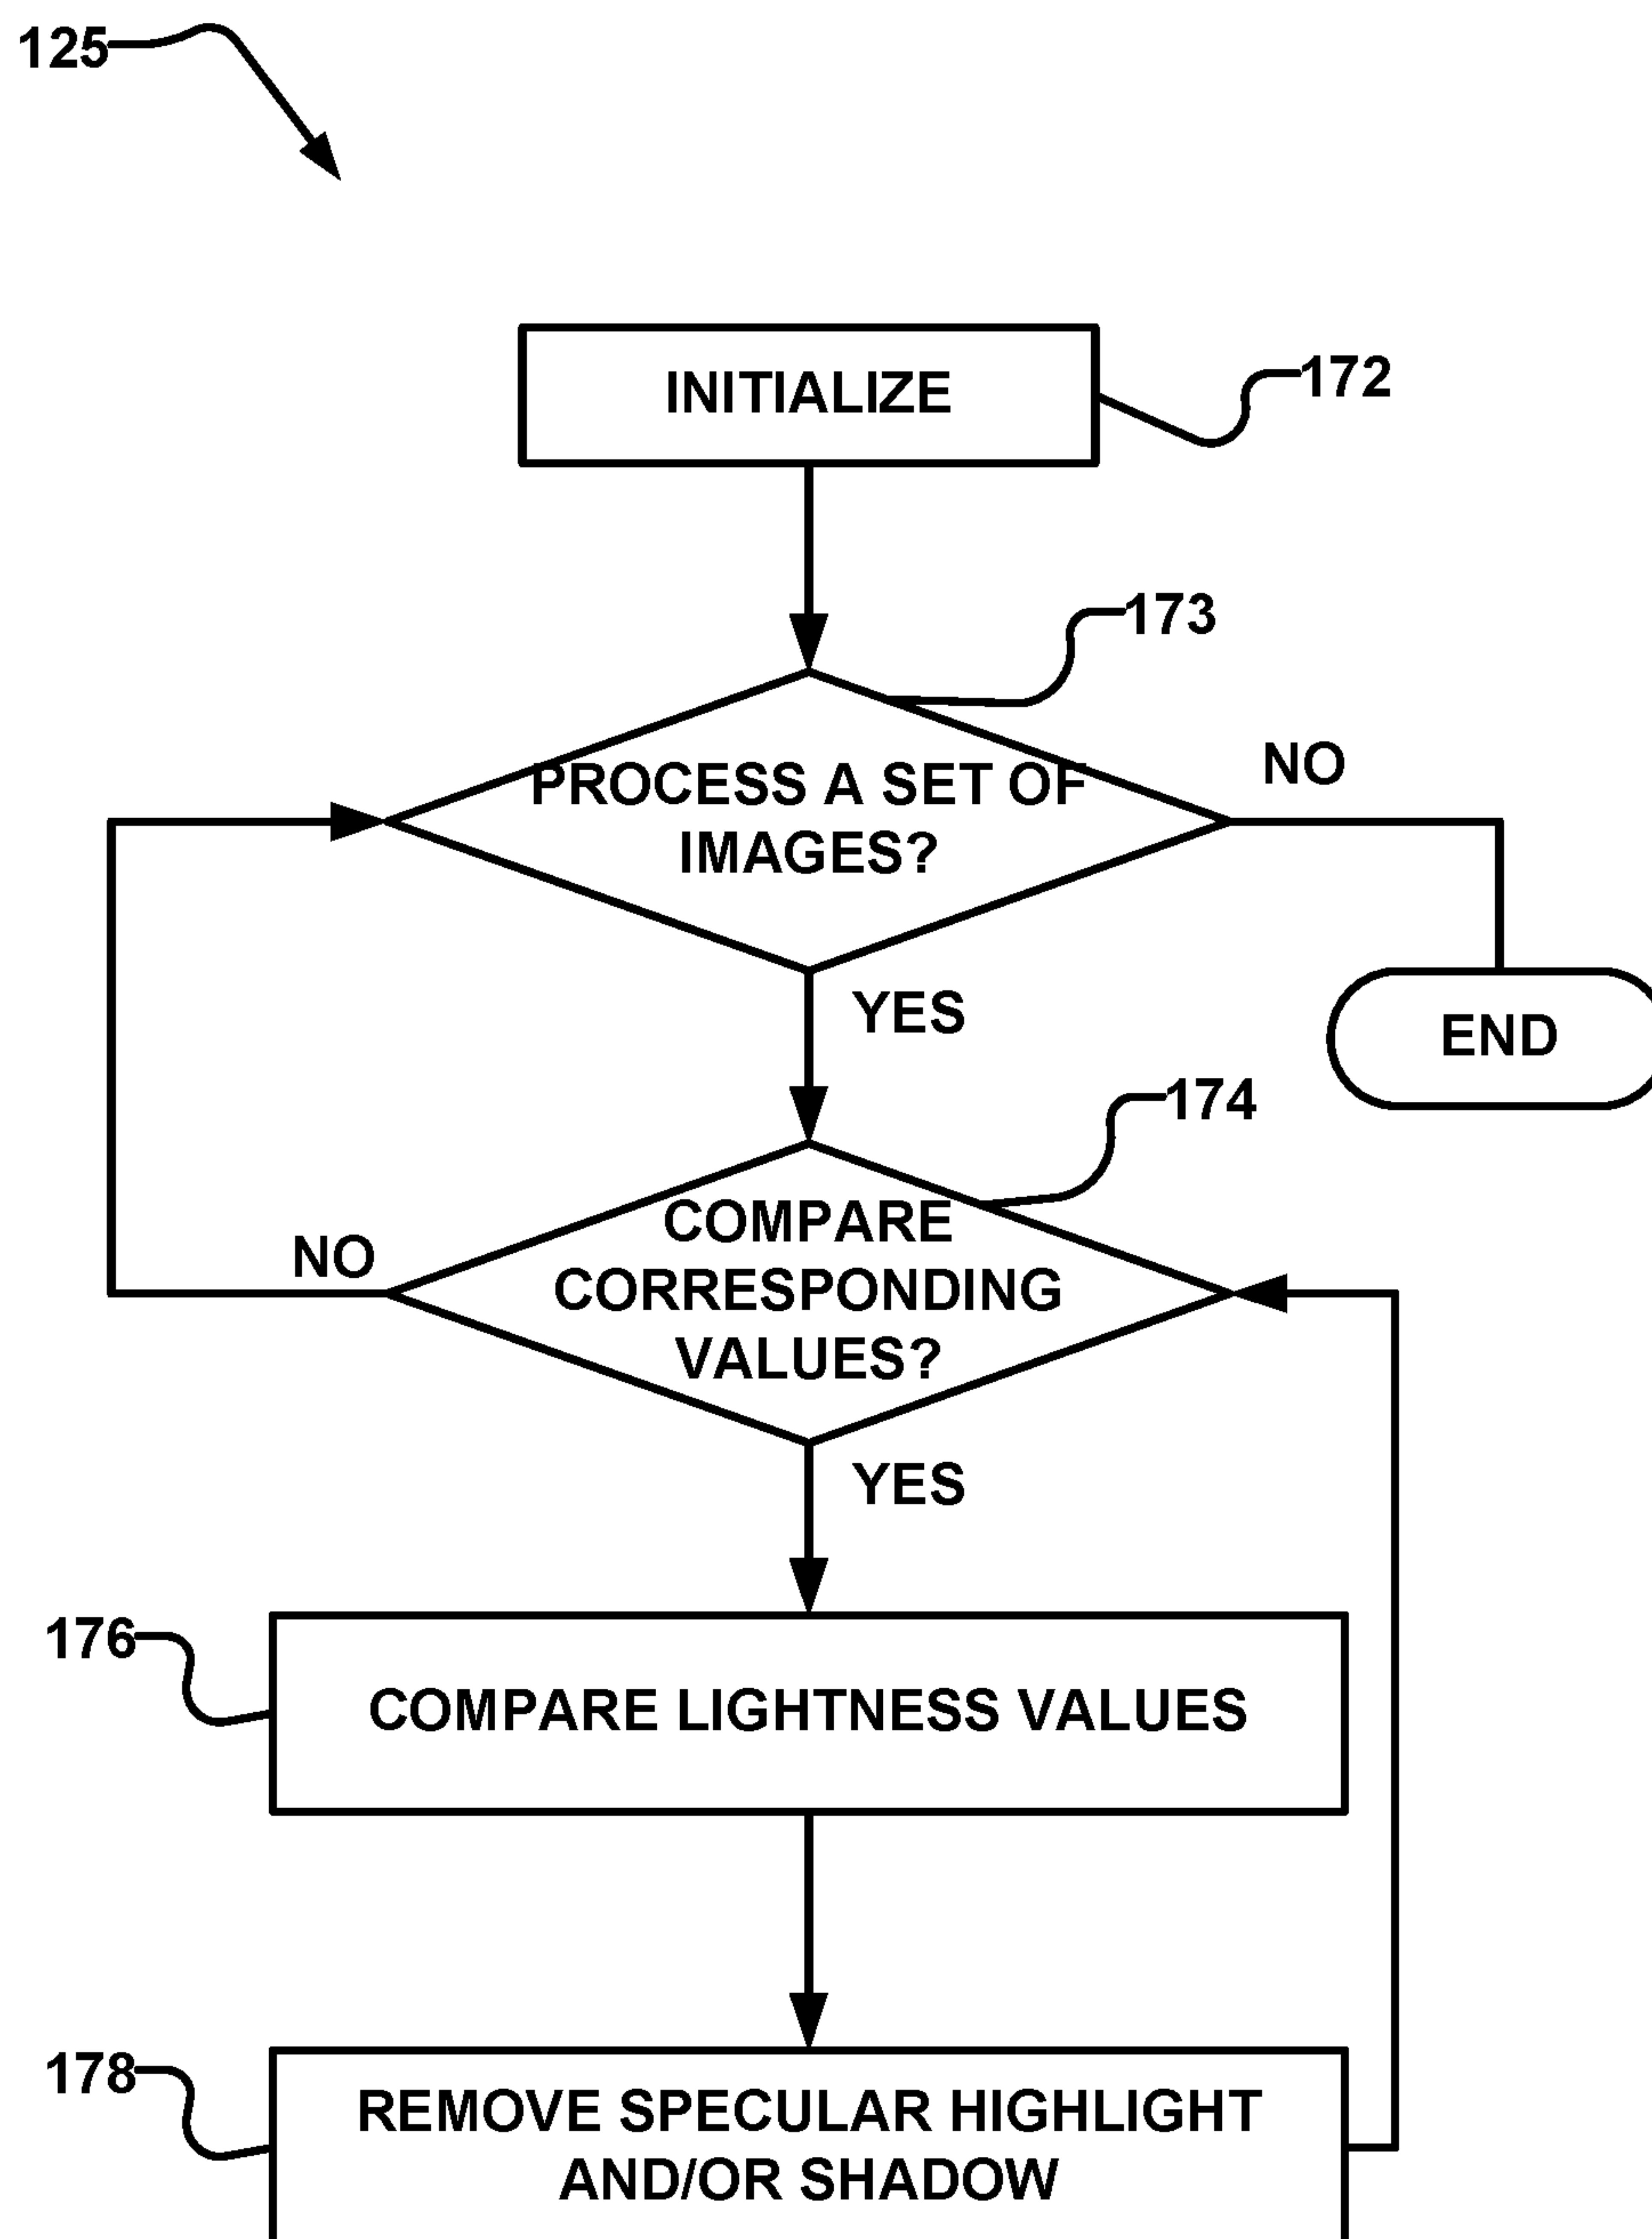 125
INITIALIZE
172
173
PROCESS A SET OF
IMAGES?
NO
YES
END
174
COMPARE
CORRESPONDING
VALUES?
NO
YES
176
COMPARE LIGHTNESS VALUES
178
REMOVE SPECULAR HIGHLIGHT
AND/OR SHADOW